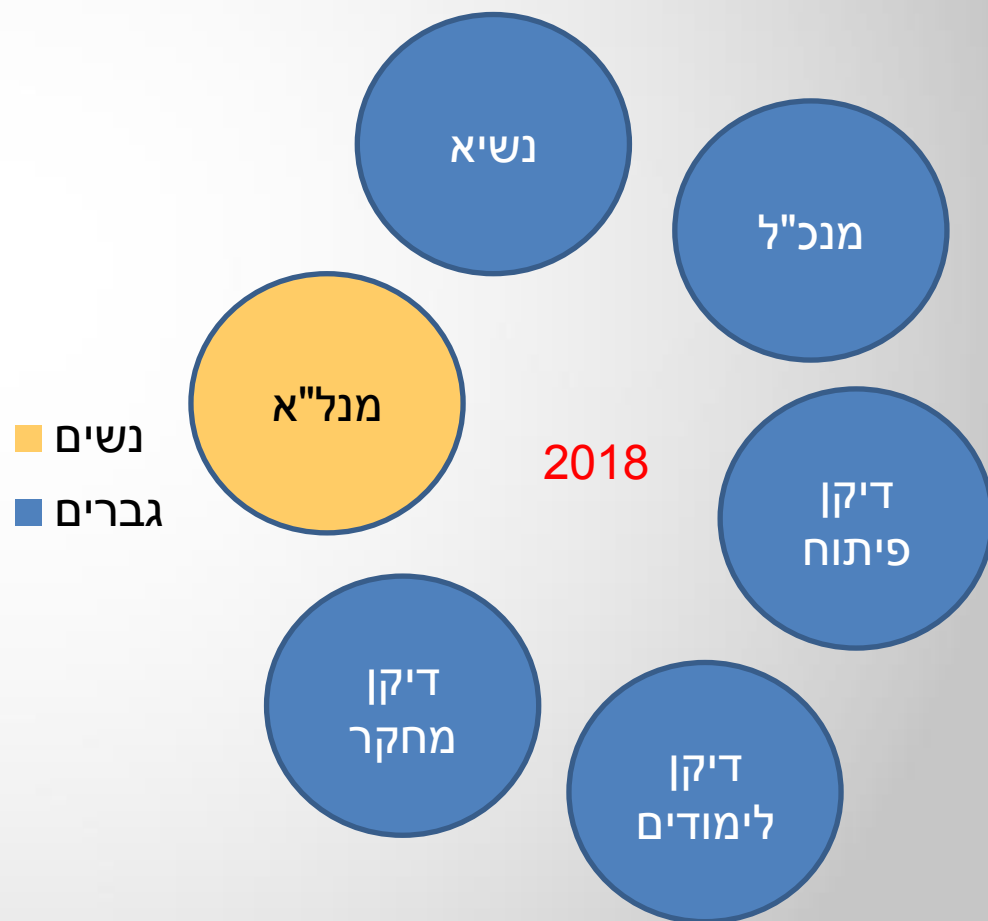 נשיא
מנכ"ל
מנל"א
נשים
גברים
2018
דיקן
פיתוח
דיקן
מחקר
דיקן
לימודים